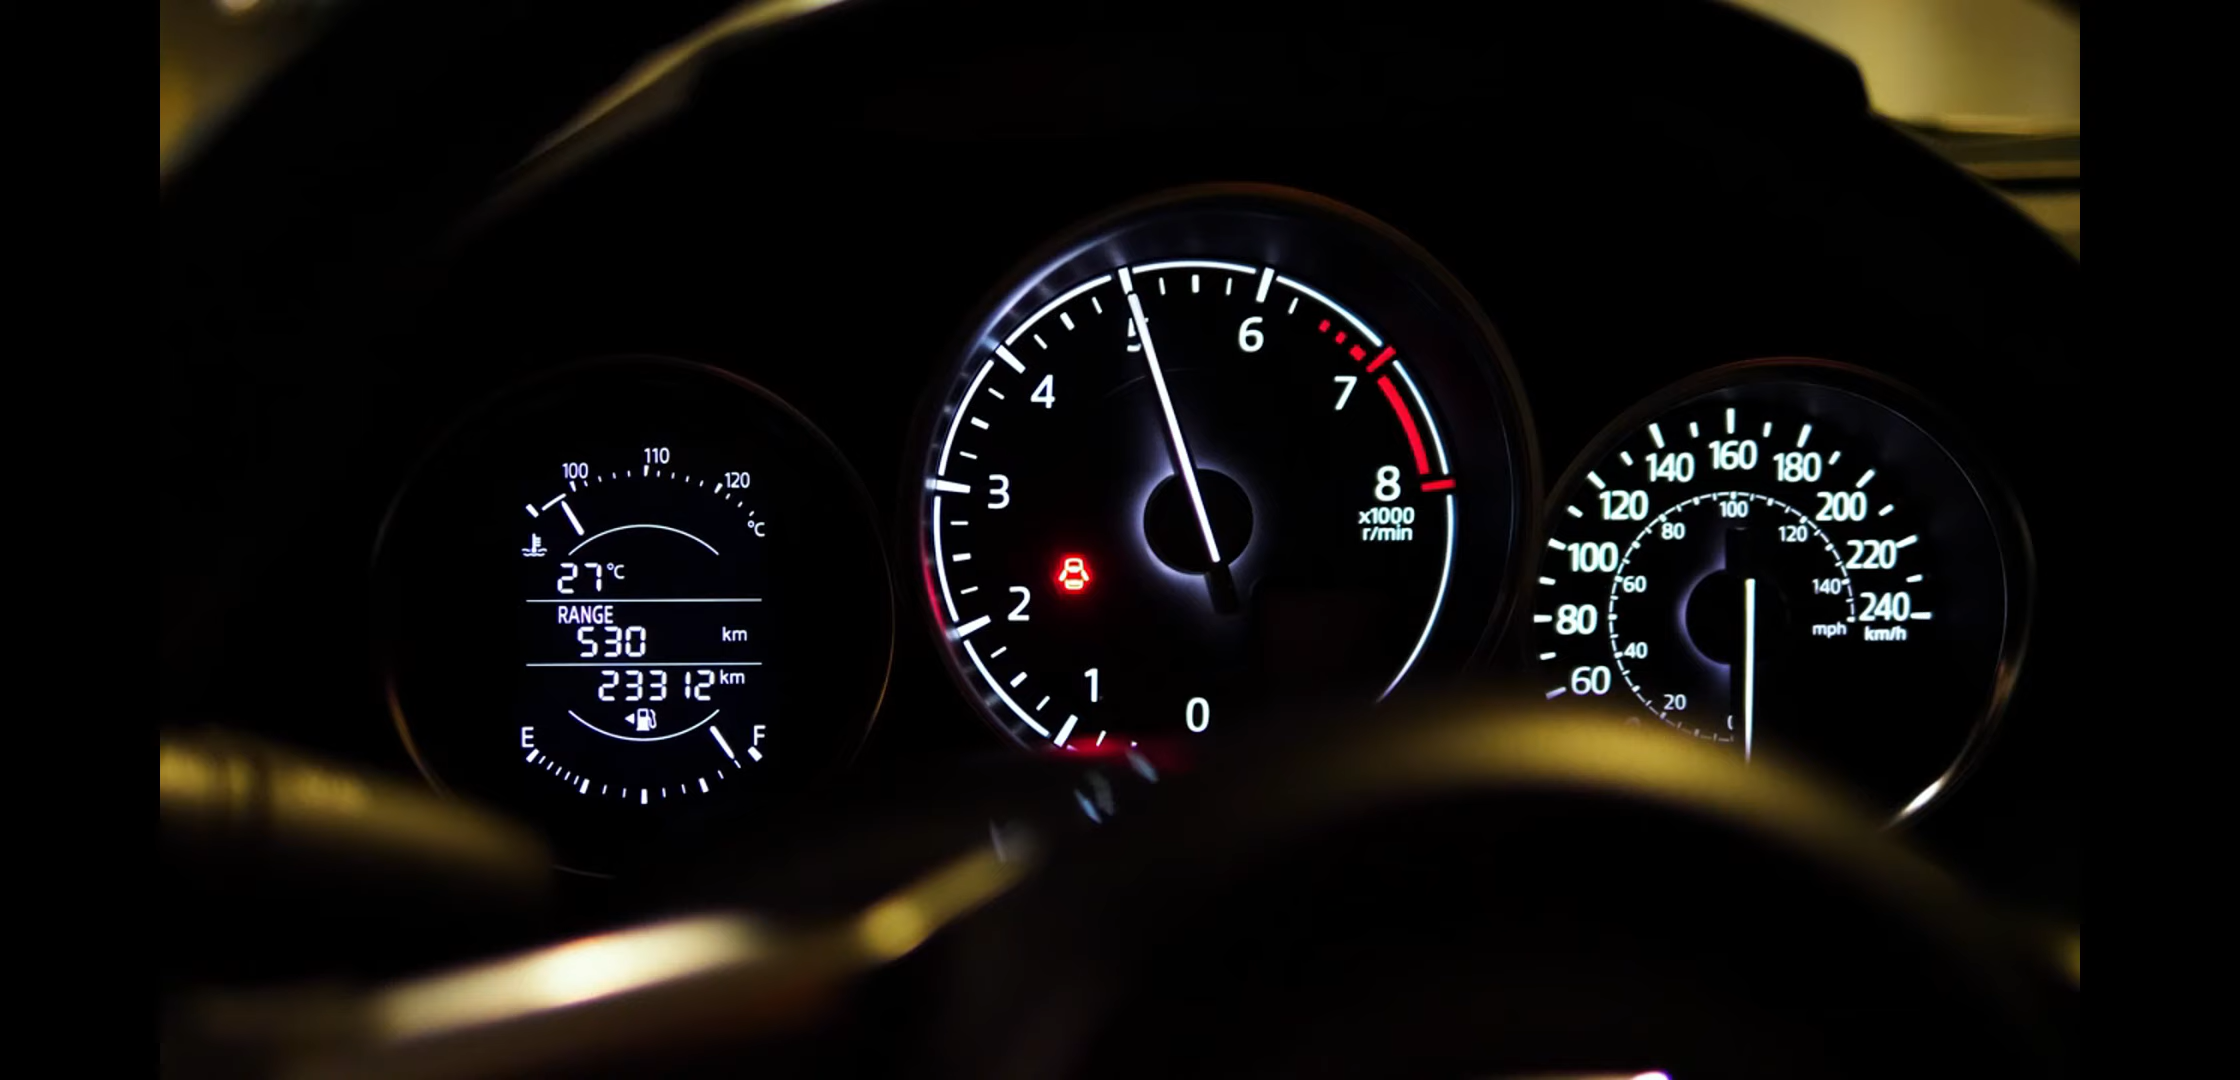 100 110 120
°C
27°C
RANGE
530 km
23312 km
E F
0 1 2 3 4 5 6 7 8
x1000
r/min
60 80 100 120 140 160 180 200 220 240
km/h
20 40 60 80 100 120 140
mph